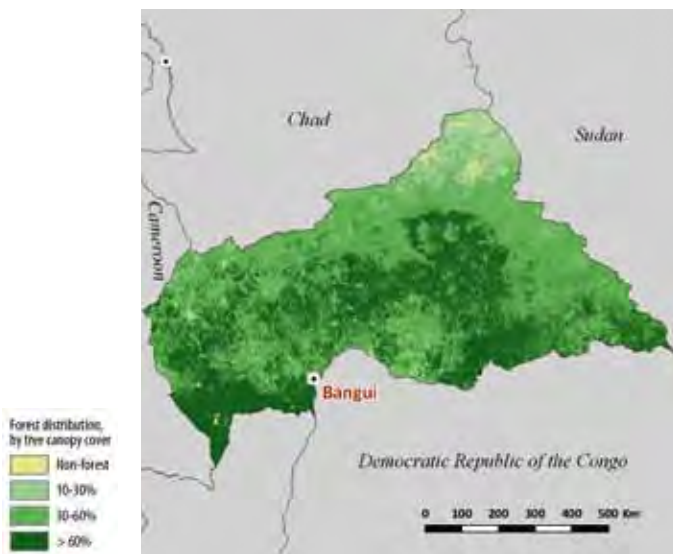 Chad
Sudan
Cameroon
Bangui
Forest distribution,
by tree canopy cover
Non-forest
10-30%
30-60%
> 60%
Democratic Republic of the Congo
0 100 200 300 400 500 Km